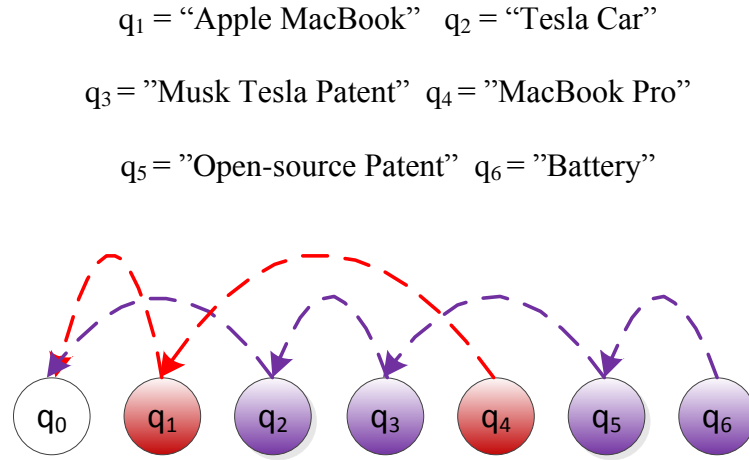 q₁ = “Apple MacBook” q₂ = “Tesla Car”
q₃ = ”Musk Tesla Patent” q₄ = ”MacBook Pro”
q₅ = ”Open-source Patent” q₆ = ”Battery”
q₀ q₁ q₂ q₃ q₄ q₅ q₆